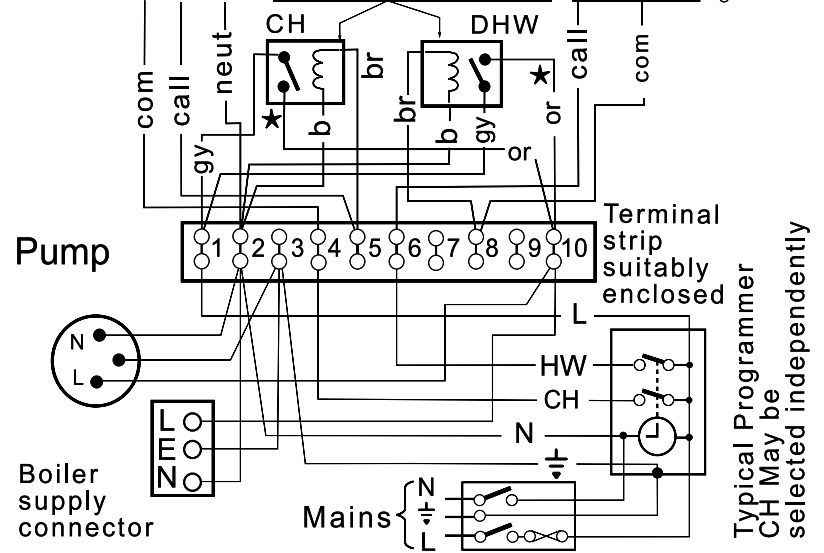 CH
DHW
com
call
neut
br
br
b
b
gy
gy
or
or
call
com
★
★
1 2 3 4 5 6 7 8 9 10
Terminal
strip
suitably
enclosed
Pump
N
L
L
HW
CH
N
L
E
N
Boiler
supply
connector
Mains
N
L
Typical Programmer
CH May be
selected independently